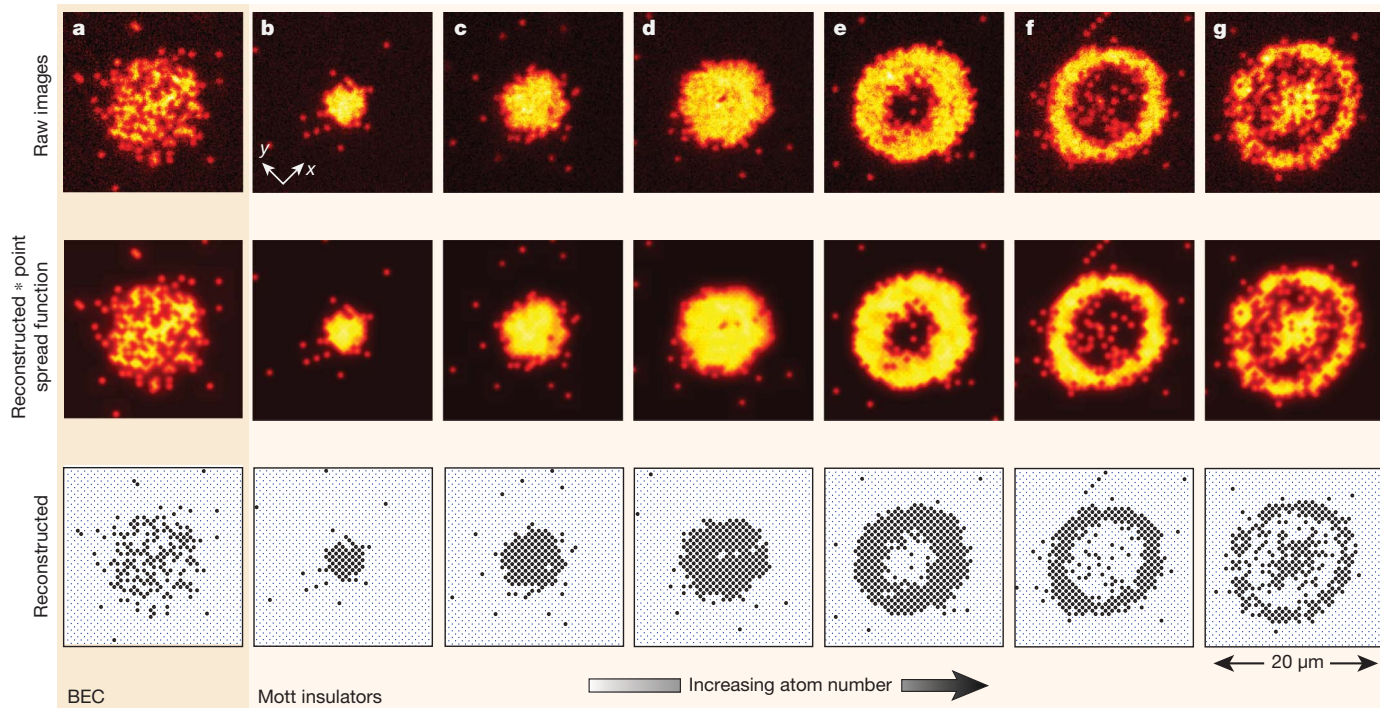 a b c d e f g
Raw images
y x
Reconstructed * point
spread function
Reconstructed
20 µm
BEC
Mott insulators
Increasing atom number